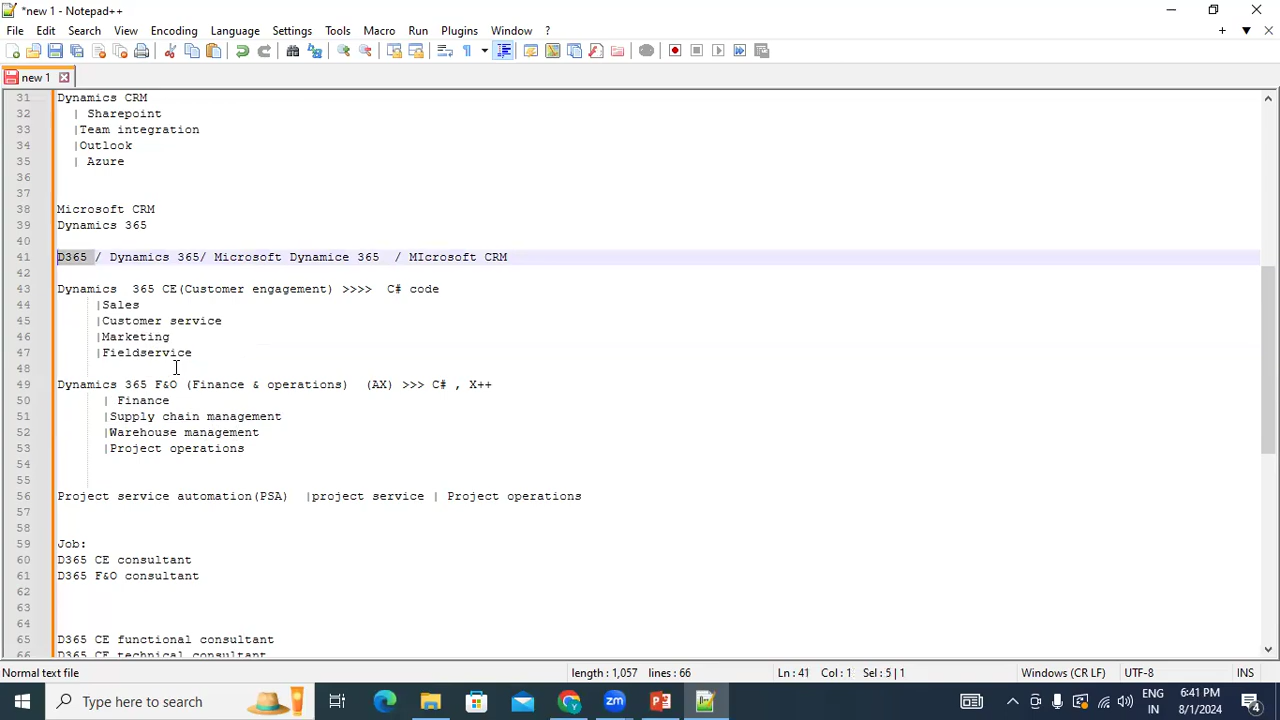 *new 1 - Notepad++
File Edit Search View Encoding Language Settings Tools Macro Run Plugins Window ?
new 1
31 Dynamics CRM
32 | Sharepoint
33 |Team integration
34 |Outlook
35 | Azure
36
37
38 Microsoft CRM
39 Dynamics 365
40
41 D365 / Dynamics 365/ Microsoft Dynamice 365 / MIcrosoft CRM
42
43 Dynamics 365 CE(Customer engagement) >>>> C# code
44 |Sales
45 |Customer service
46 |Marketing
47 |Fieldservice
48
49 Dynamics 365 F&O (Finance & operations) (AX) >>> C# , X++
50 | Finance
51 |Supply chain management
52 |Warehouse management
53 |Project operations
54
55
56 Project service automation(PSA) |project service | Project operations
57
58
59 Job:
60 D365 CE consultant
61 D365 F&O consultant
62
63
64
65 D365 CE functional consultant
66 D365 CE technical consultant
Normal text file length : 1,057 lines : 66 Ln : 41 Col : 1 Sel : 5 | 1 Windows (CR LF) UTF-8 INS
Type here to search zm ENG IN 6:41 PM 8/1/2024 4